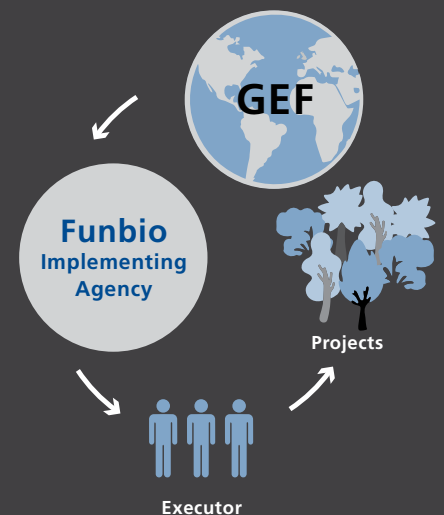 GEF
Funbio
Implementing
Agency
Projects
Executor